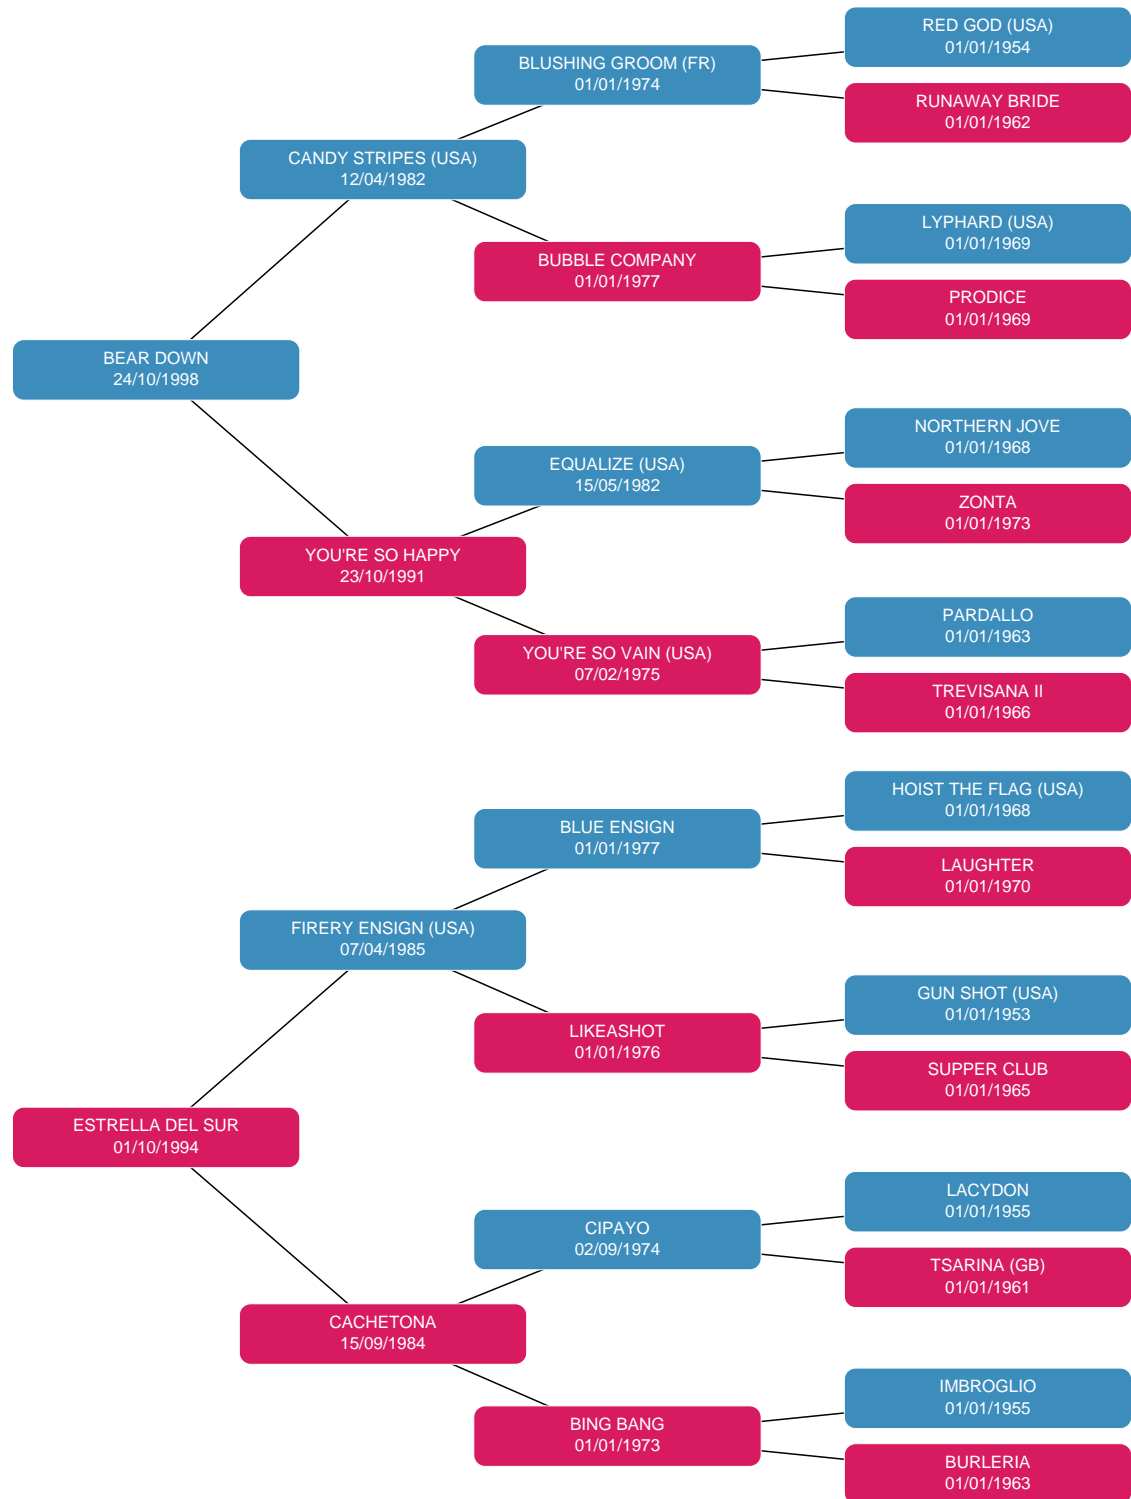 RED GOD (USA)
01/01/1954
BLUSHING GROOM (FR)
01/01/1974
RUNAWAY BRIDE
01/01/1962
CANDY STRIPES (USA)
12/04/1982
LYPHARD (USA)
01/01/1969
BUBBLE COMPANY
01/01/1977
PRODICE
01/01/1969
BEAR DOWN
24/10/1998
NORTHERN JOVE
01/01/1968
EQUALIZE (USA)
15/05/1982
ZONTA
01/01/1973
YOU'RE SO HAPPY
23/10/1991
PARDALLO
01/01/1963
YOU'RE SO VAIN (USA)
07/02/1975
TREVISANA II
01/01/1966
HOIST THE FLAG (USA)
01/01/1968
BLUE ENSIGN
01/01/1977
LAUGHTER
01/01/1970
FIRERY ENSIGN (USA)
07/04/1985
GUN SHOT (USA)
01/01/1953
LIKEASHOT
01/01/1976
SUPPER CLUB
01/01/1965
ESTRELLA DEL SUR
01/10/1994
LACYDON
01/01/1955
CIPAYO
02/09/1974
TSARINA (GB)
01/01/1961
CACHETONA
15/09/1984
IMBROGLIO
01/01/1955
BING BANG
01/01/1973
BURLERIA
01/01/1963